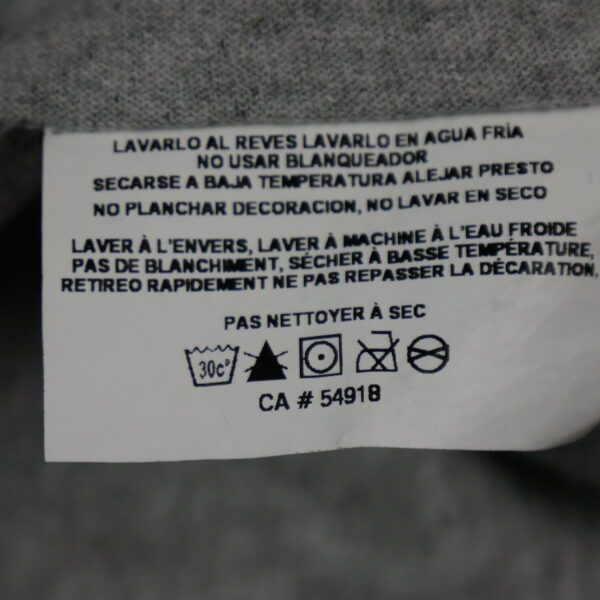 LAVARLO AL REVES LAVARLO EN AGUA FRÍA
NO USAR BLANQUEADOR
SECARSE A BAJA TEMPERATURA ALEJAR PRESTO
NO PLANCHAR DECORACION, NO LAVAR EN SECO
LAVER À L'ENVERS, LAVER À MACHINE À L'EAU FROIDE
PAS DE BLANCHIMENT, SÉCHER À BASSE TEMPÉRATURE,
RETIREO RAPIDEMENT NE PAS REPASSER LA DÉCARATION,
PAS NETTOYER À SEC
30c°
CA # 54918